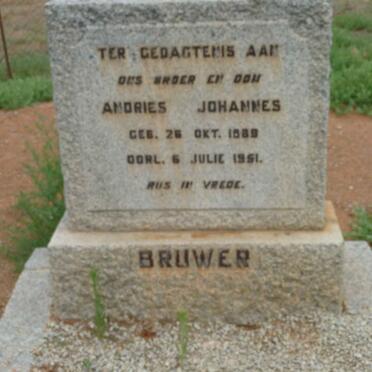 TER GEDAGTENIS AAN
ONS BROER EN OOM
ANDRIES JOHANNES
GEB. 26 OKT. 1889
OORL. 6 JULIE 1951.
RUS IN VREDE.
BRUWER